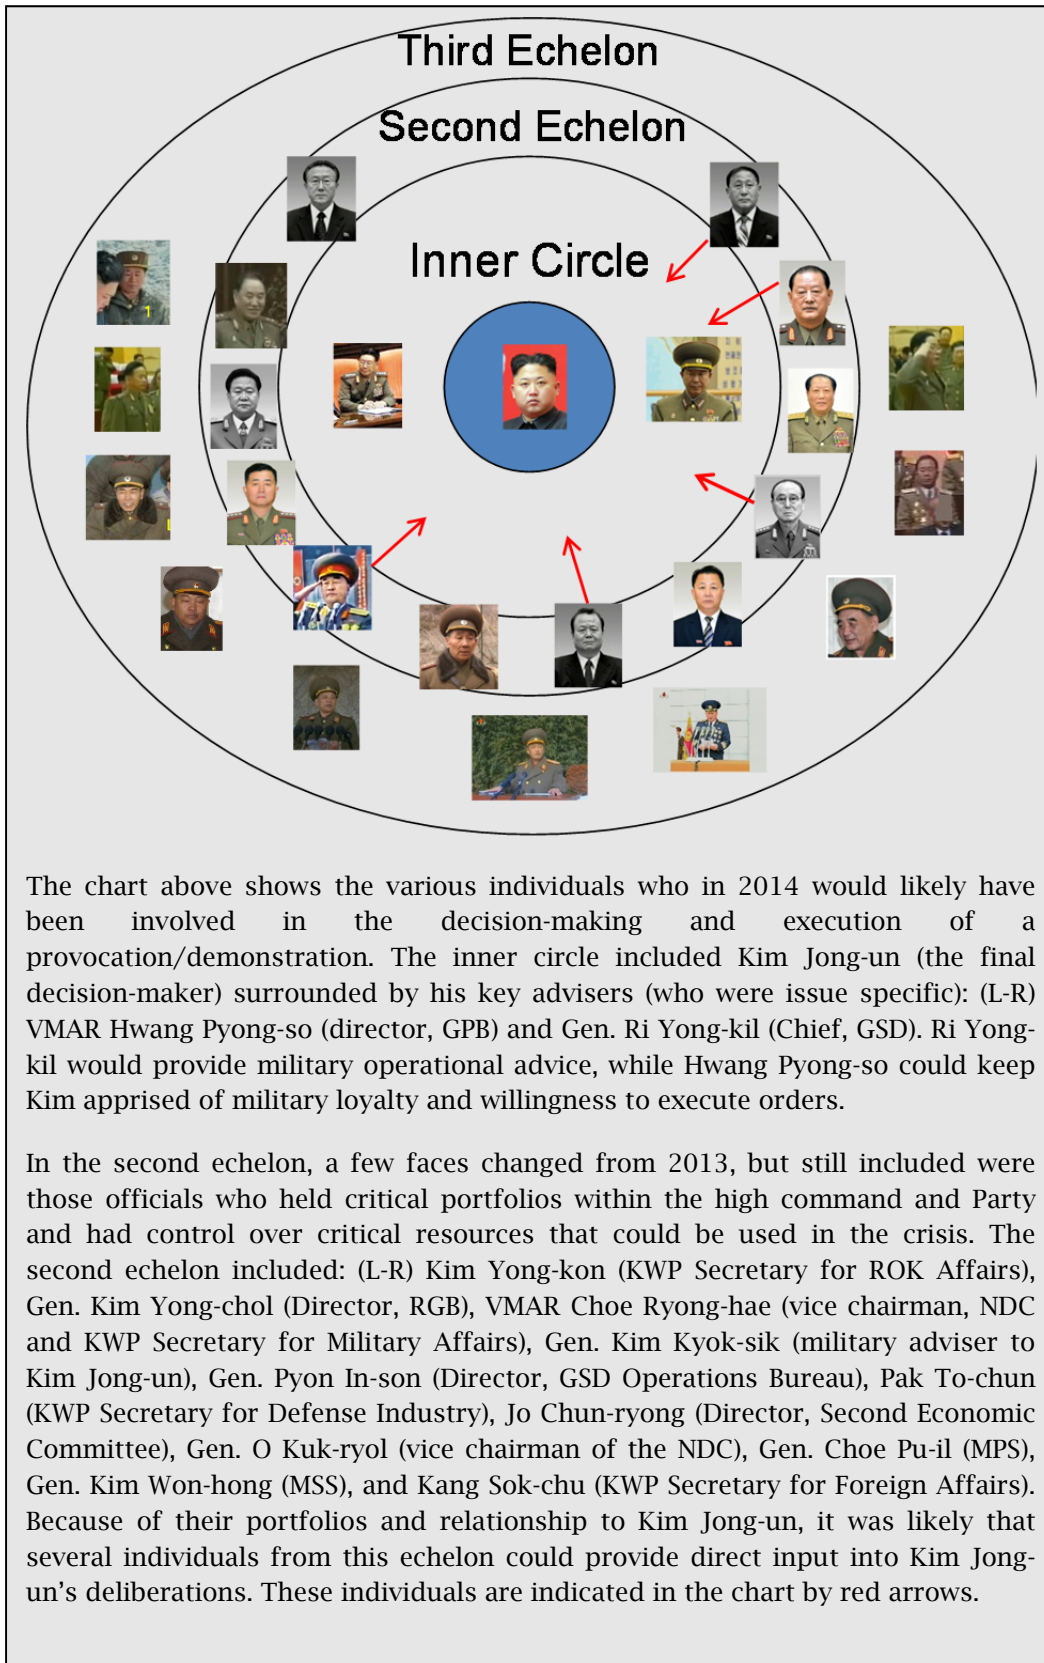 Third Echelon
Second Echelon
Inner Circle
1
The chart above shows the various individuals who in 2014 would likely have
been involved in the decision-making and execution of a
provocation/demonstration. The inner circle included Kim Jong-un (the final
decision-maker) surrounded by his key advisers (who were issue specific): (L-R)
VMAR Hwang Pyong-so (director, GPB) and Gen. Ri Yong-kil (Chief, GSD). Ri Yong-
kil would provide military operational advice, while Hwang Pyong-so could keep
Kim apprised of military loyalty and willingness to execute orders.
In the second echelon, a few faces changed from 2013, but still included were
those officials who held critical portfolios within the high command and Party
and had control over critical resources that could be used in the crisis. The
second echelon included: (L-R) Kim Yong-kon (KWP Secretary for ROK Affairs),
Gen. Kim Yong-chol (Director, RGB), VMAR Choe Ryong-hae (vice chairman, NDC
and KWP Secretary for Military Affairs), Gen. Kim Kyok-sik (military adviser to
Kim Jong-un), Gen. Pyon In-son (Director, GSD Operations Bureau), Pak To-chun
(KWP Secretary for Defense Industry), Jo Chun-ryong (Director, Second Economic
Committee), Gen. O Kuk-ryol (vice chairman of the NDC), Gen. Choe Pu-il (MPS),
Gen. Kim Won-hong (MSS), and Kang Sok-chu (KWP Secretary for Foreign Affairs).
Because of their portfolios and relationship to Kim Jong-un, it was likely that
several individuals from this echelon could provide direct input into Kim Jong-
un's deliberations. These individuals are indicated in the chart by red arrows.